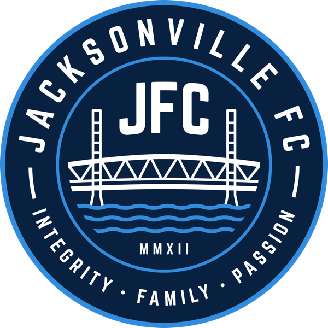 JACKSONVILLE FC
JFC
MMXII
INTEGRITY · FAMILY · PASSION